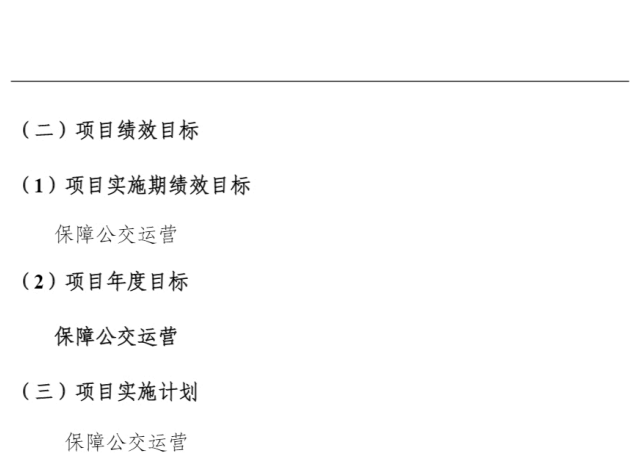 （二）项目绩效目标
（1）项目实施期绩效目标
保障公交运营
（2）项目年度目标
保障公交运营
（三）项目实施计划
保障公交运营